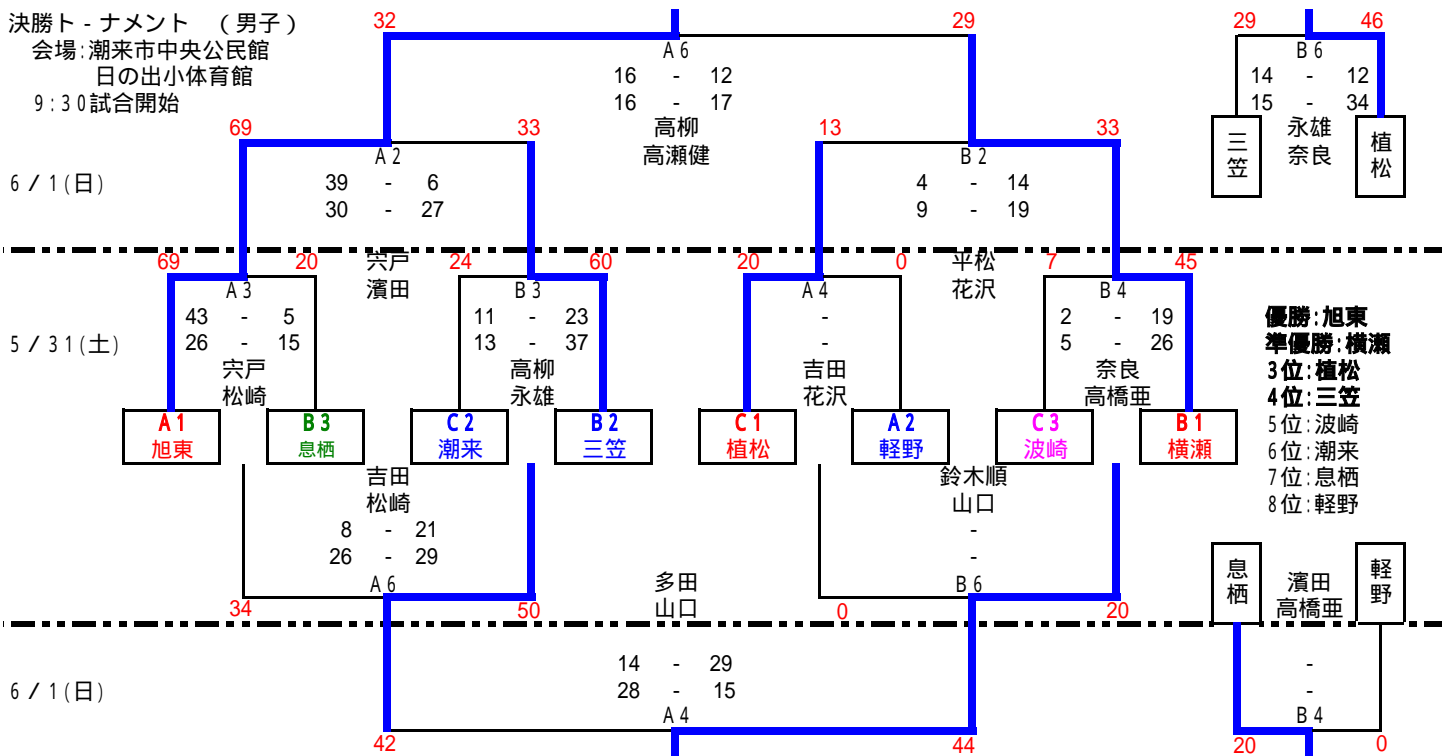 決勝ト-ナメント （男子）
会場:潮来市中央公民館
日の出小体育館
9:30試合開始
32
29
A6
16 - 12
16 - 17
高柳
高瀬健
29
46
B6
14 - 12
15 - 34
永雄
奈良
三笠
植松
6/1(日)
69
33
A2
39 - 6
30 - 27
宍戸
濱田
13
33
B2
4 - 14
9 - 19
平松
花沢
5/31(土)
69
20
A3
43 - 5
26 - 15
宍戸
松崎
24
60
B3
11 - 23
13 - 37
高柳
永雄
20
0
A4
-
-
吉田
花沢
7
45
B4
2 - 19
5 - 26
奈良
高橋亜
A1
旭東
B3
息栖
C2
潮来
B2
三笠
C1
植松
A2
軽野
C3
波崎
B1
横瀬
優勝:旭東
準優勝:横瀬
3位:植松
4位:三笠
5位:波崎
6位:潮来
7位:息栖
8位:軽野
吉田
松崎
8 - 21
26 - 29
A6
34
50
鈴木順
山口
-
-
B6
0
20
多田
山口
6/1(日)
14 - 29
28 - 15
A4
42
44
息栖
軽野
濱田
高橋亜
-
-
B4
20
0